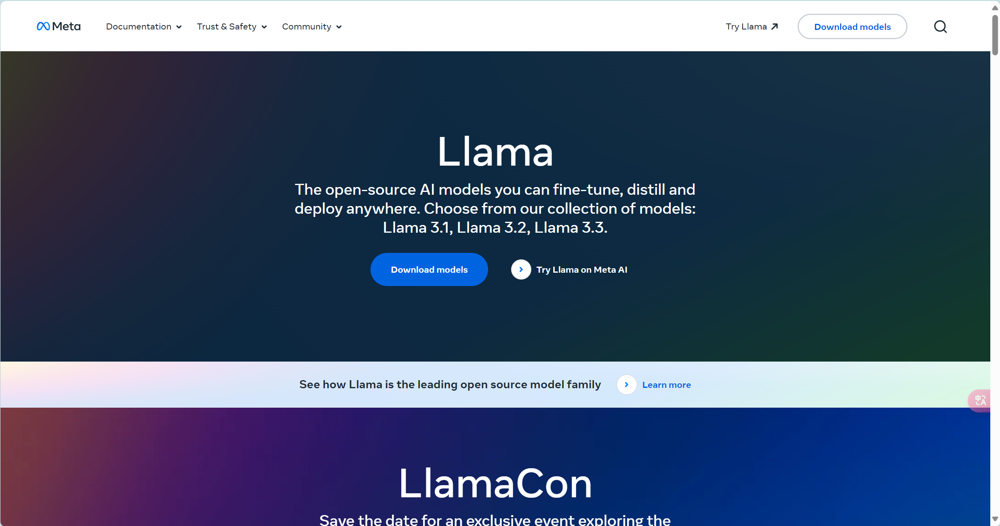 Meta
Documentation
Trust & Safety
Community
Try Llama
Download models
Llama
The open-source AI models you can fine-tune, distill and
deploy anywhere. Choose from our collection of models:
Llama 3.1, Llama 3.2, Llama 3.3.
Download models
Try Llama on Meta AI
See how Llama is the leading open source model family
Learn more
中A
LlamaCon
Save the date for an exclusive event exploring the